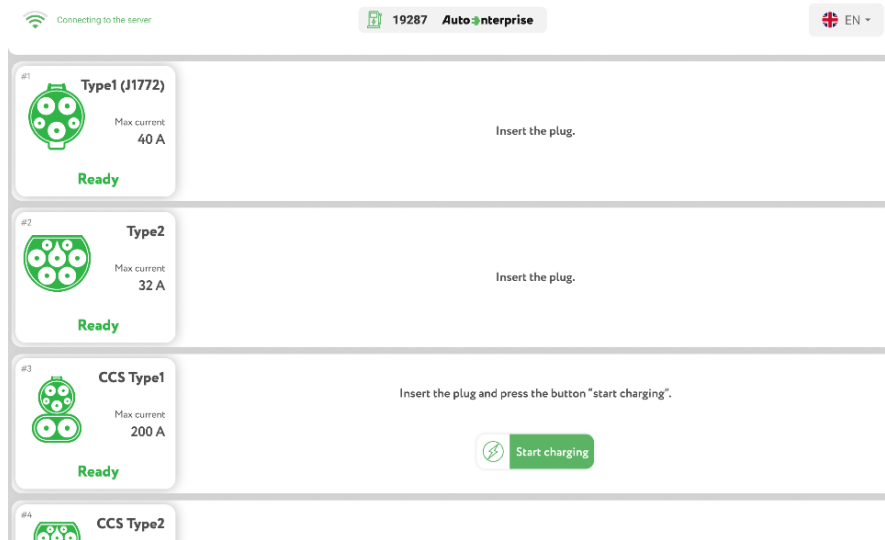 Connecting to the server
19287 AutoEnterprise
EN
#1
Type1 (J1772)
Max current
40 A
Ready
Insert the plug.
#2
Type2
Max current
32 A
Ready
Insert the plug.
#3
CCS Type1
Max current
200 A
Ready
Insert the plug and press the button "start charging".
Start charging
#4
CCS Type2